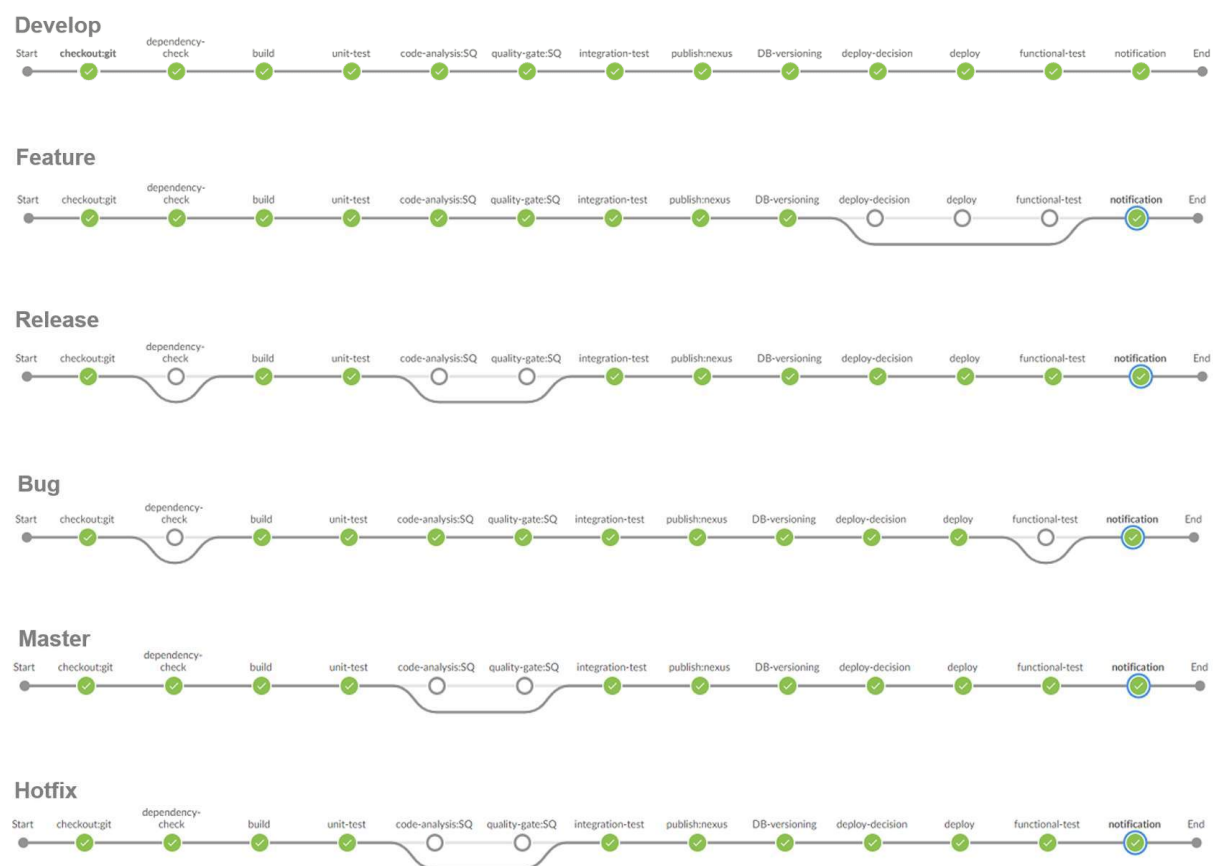 Develop
Start checkout:git dependency-check build unit-test code-analysis:SQ quality-gate:SQ integration-test publish:nexus DB-versioning deploy-decision deploy functional-test notification End
Feature
Start checkout:git dependency-check build unit-test code-analysis:SQ quality-gate:SQ integration-test publish:nexus DB-versioning deploy-decision deploy functional-test notification End
Release
Start checkout:git dependency-check build unit-test code-analysis:SQ quality-gate:SQ integration-test publish:nexus DB-versioning deploy-decision deploy functional-test notification End
Bug
Start checkout:git dependency-check build unit-test code-analysis:SQ quality-gate:SQ integration-test publish:nexus DB-versioning deploy-decision deploy functional-test notification End
Master
Start checkout:git dependency-check build unit-test code-analysis:SQ quality-gate:SQ integration-test publish:nexus DB-versioning deploy-decision deploy functional-test notification End
Hotfix
Start checkout:git dependency-check build unit-test code-analysis:SQ quality-gate:SQ integration-test publish:nexus DB-versioning deploy-decision deploy functional-test notification End